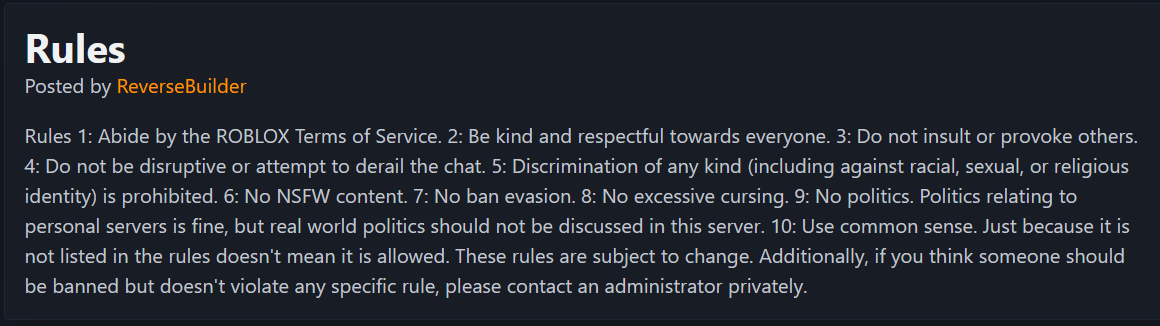 Rules
Posted by ReverseBuilder
Rules 1: Abide by the ROBLOX Terms of Service. 2: Be kind and respectful towards everyone. 3: Do not insult or provoke others.
4: Do not be disruptive or attempt to derail the chat. 5: Discrimination of any kind (including against racial, sexual, or religious
identity) is prohibited. 6: No NSFW content. 7: No ban evasion. 8: No excessive cursing. 9: No politics. Politics relating to
personal servers is fine, but real world politics should not be discussed in this server. 10: Use common sense. Just because it is
not listed in the rules doesn't mean it is allowed. These rules are subject to change. Additionally, if you think someone should
be banned but doesn't violate any specific rule, please contact an administrator privately.